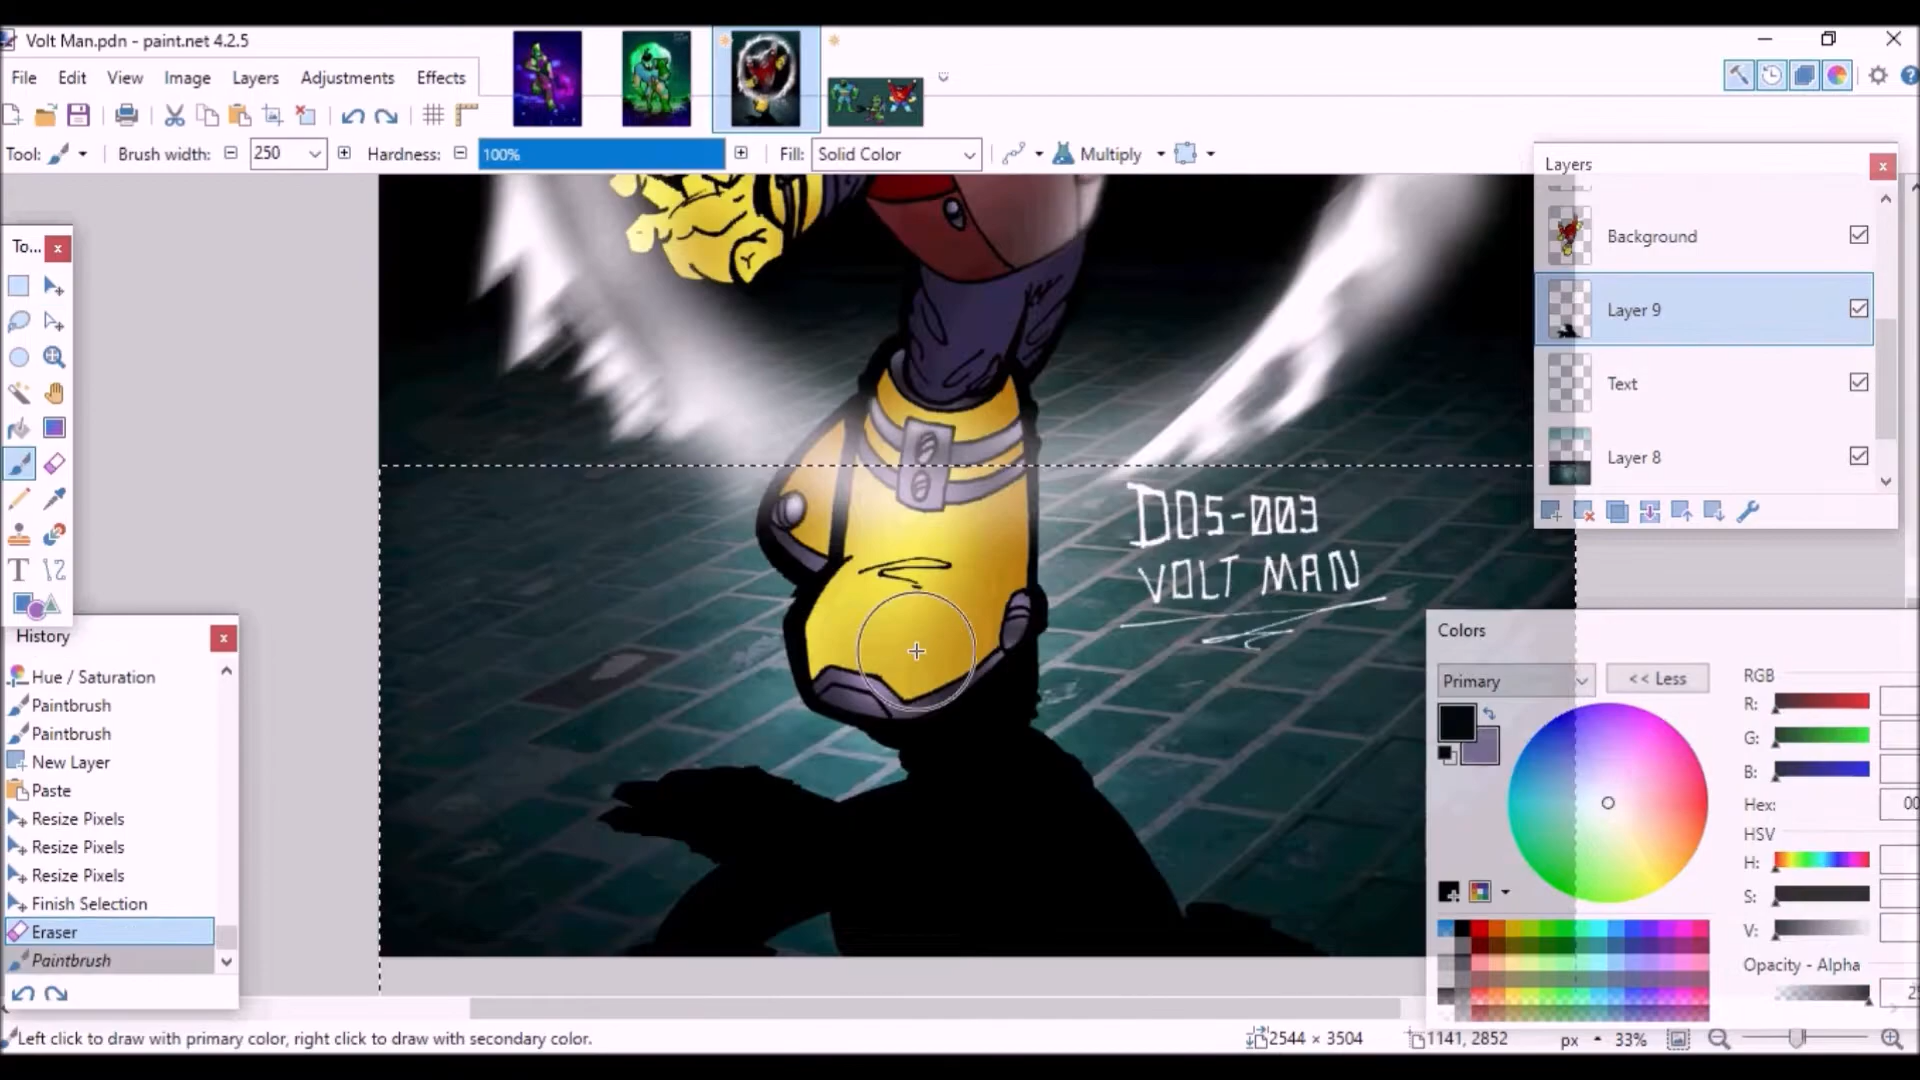 Volt Man.pdn - paint.net 4.2.5
File Edit View Image Layers Adjustments Effects
Tool: Brush width: 250 Hardness: 100% Fill: Solid Color Multiply
Layers
Background
Layer 9
Text
Layer 8
To...
DOS-003
VOLT MAN
History
Hue / Saturation
Paintbrush
Paintbrush
New Layer
Paste
Resize Pixels
Resize Pixels
Resize Pixels
Finish Selection
Eraser
Paintbrush
Colors
Primary << Less
RGB
R:
G:
B:
Hex: 00
HSV
H:
S:
V:
Opacity - Alpha
Left click to draw with primary color, right click to draw with secondary color. 2544 × 3504 1141, 2852 px 33%